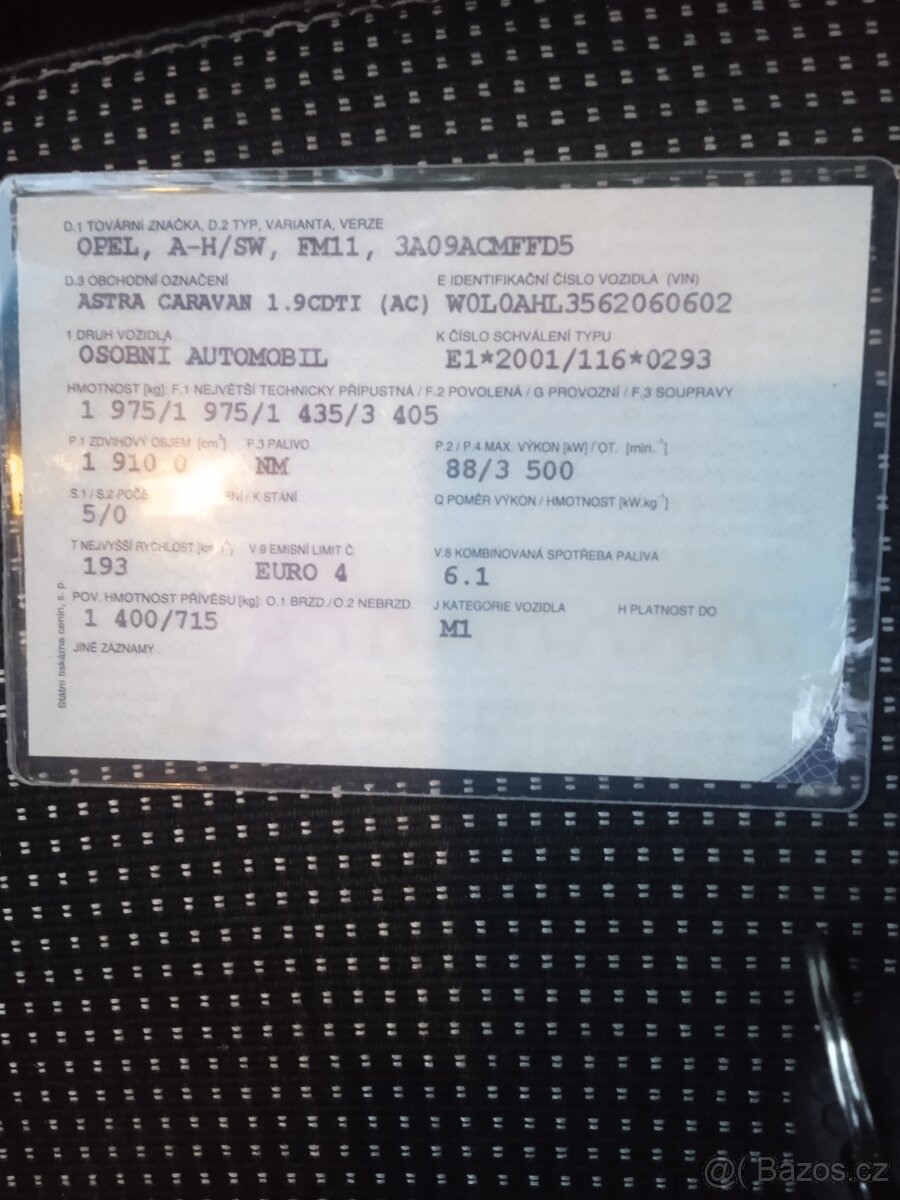 D.1 TOVÁRNÍ ZNAČKA, D.2 TYP, VARIANTA, VERZE
OPEL, A-H/SW, FM11, 3A09ACMFFD5
D.3 OBCHODNÍ OZNAČENÍ E IDENTIFIKAČNÍ ČÍSLO VOZIDLA (VIN)
ASTRA CARAVAN 1.9CDTI (AC) W0L0AHL3562060602
1 DRUH VOZIDLA K ČÍSLO SCHVÁLENÍ TYPU
OSOBNÍ AUTOMOBIL E1*2001/116*0293
HMOTNOST [kg]: F.1 NEJVĚTŠÍ TECHNICKY PŘÍPUSTNÁ / F.2 POVOLENÁ / G PROVOZNÍ / F.3 SOUPRAVY
1 975/1 975/1 435/3 405
P.1 ZDVIHOVÝ OBJEM [cm³] P.3 PALIVO P.2 / P.4 MAX. VÝKON [kW] / OT. [min.⁻¹]
1 910 0 NM 88/3 500
S.1 / S.2 / K STÁNÍ Q POMĚR VÝKON / HMOTNOST [kW.kg⁻¹]
5/0
T NEJVYŠŠÍ RYCHLOST V.9 EMISNÍ LIMIT Č. V.8 KOMBINOVANÁ SPOTŘEBA PALIVA
193 EURO 4 6.1
POV. HMOTNOST PŘÍVĚSU [kg]: O.1 BRZD./O.2 NEBRZD. J KATEGORIE VOZIDLA H PLATNOST DO
1 400/715 M1
JINÉ ZÁZNAMY
Státní tiskárna cenin, s. p.
@( Bazos.cz